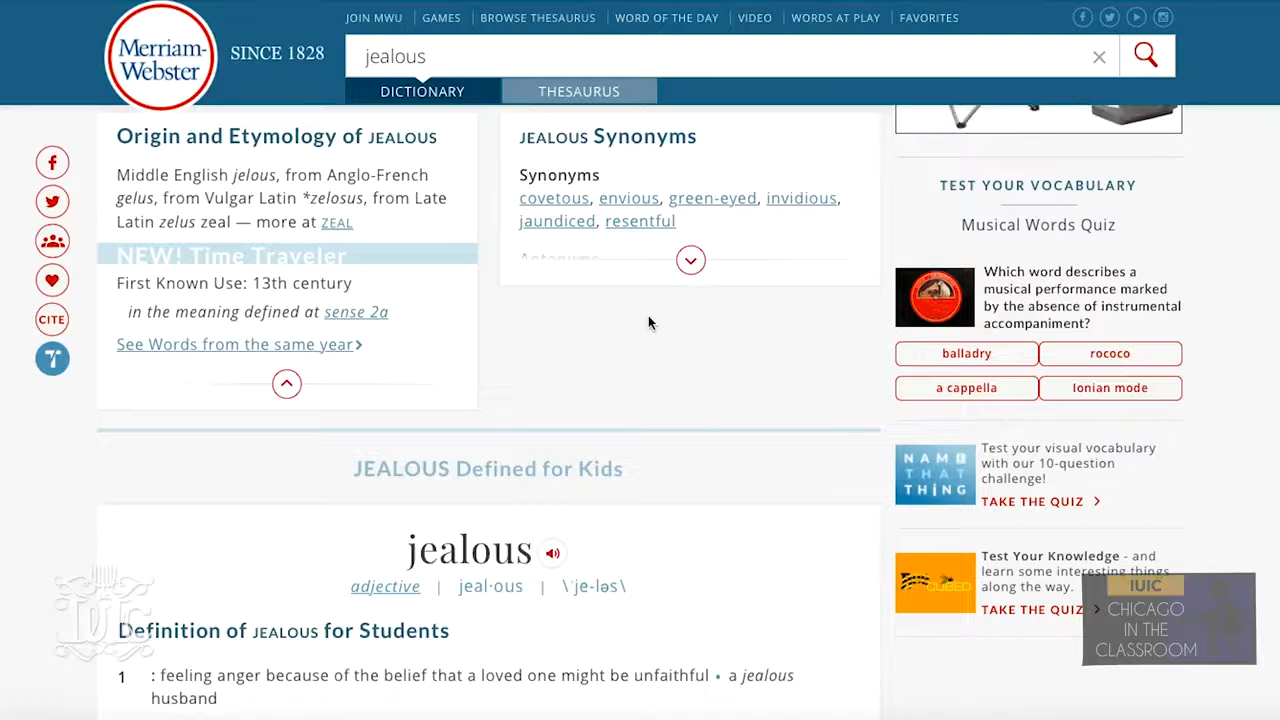 JOIN MWU GAMES BROWSE THESAURUS WORD OF THE DAY VIDEO WORDS AT PLAY FAVORITES
Merriam-
Webster
SINCE 1828
jealous
DICTIONARY THESAURUS
Origin and Etymology of JEALOUS
Middle English jelous, from Anglo-French
gelus, from Vulgar Latin *zelosus, from Late
Latin zelus zeal — more at ZEAL
NEW! Time Traveler
First Known Use: 13th century
in the meaning defined at sense 2a
See Words from the same year
JEALOUS Synonyms
Synonyms
covetous, envious, green-eyed, invidious,
jaundiced, resentful
Antonyms
CITE
TEST YOUR VOCABULARY
Musical Words Quiz
Which word describes a
musical performance marked
by the absence of instrumental
accompaniment?
balladry rococo
a cappella Ionian mode
NAME
THAT
THING
Test your visual vocabulary
with our 10-question
challenge!
TAKE THE QUIZ
Test Your Knowledge - and
learn some interesting things
along the way.
TAKE THE QUIZ
JEALOUS Defined for Kids
jealous
adjective | jeal·ous | \ˈje-ləs\
Definition of JEALOUS for Students
1 : feeling anger because of the belief that a loved one might be unfaithful • a jealous
husband
IUIC
CHICAGO
IN THE
CLASSROOM
IUIC